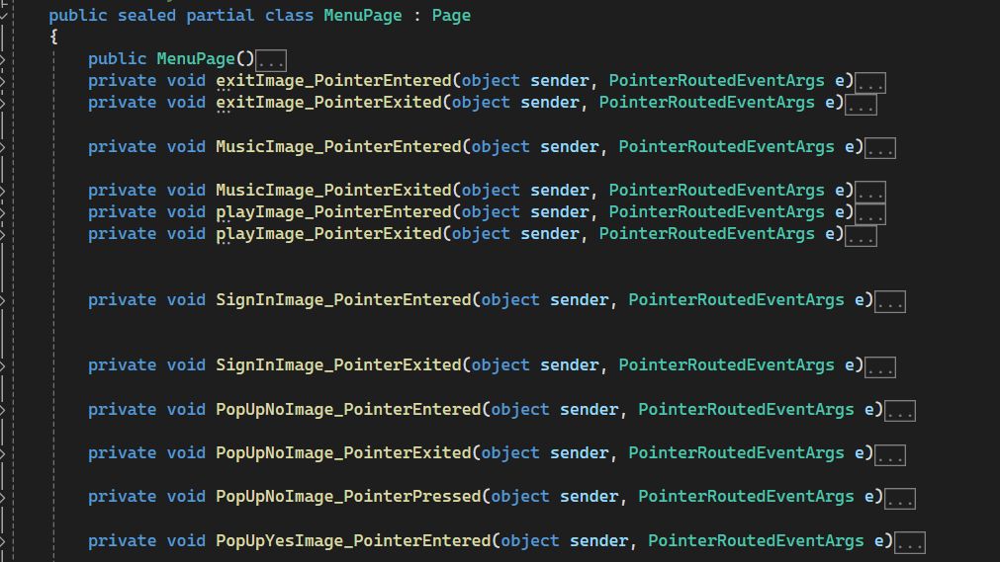 public sealed partial class MenuPage : Page
{
public MenuPage()...
private void exitImage_PointerEntered(object sender, PointerRoutedEventArgs e)...
private void exitImage_PointerExited(object sender, PointerRoutedEventArgs e)...
private void MusicImage_PointerEntered(object sender, PointerRoutedEventArgs e)...
private void MusicImage_PointerExited(object sender, PointerRoutedEventArgs e)...
private void playImage_PointerEntered(object sender, PointerRoutedEventArgs e)...
private void playImage_PointerExited(object sender, PointerRoutedEventArgs e)...
private void SignInImage_PointerEntered(object sender, PointerRoutedEventArgs e)...
private void SignInImage_PointerExited(object sender, PointerRoutedEventArgs e)...
private void PopUpNoImage_PointerEntered(object sender, PointerRoutedEventArgs e)...
private void PopUpNoImage_PointerExited(object sender, PointerRoutedEventArgs e)...
private void PopUpNoImage_PointerPressed(object sender, PointerRoutedEventArgs e)...
private void PopUpYesImage_PointerEntered(object sender, PointerRoutedEventArgs e)...